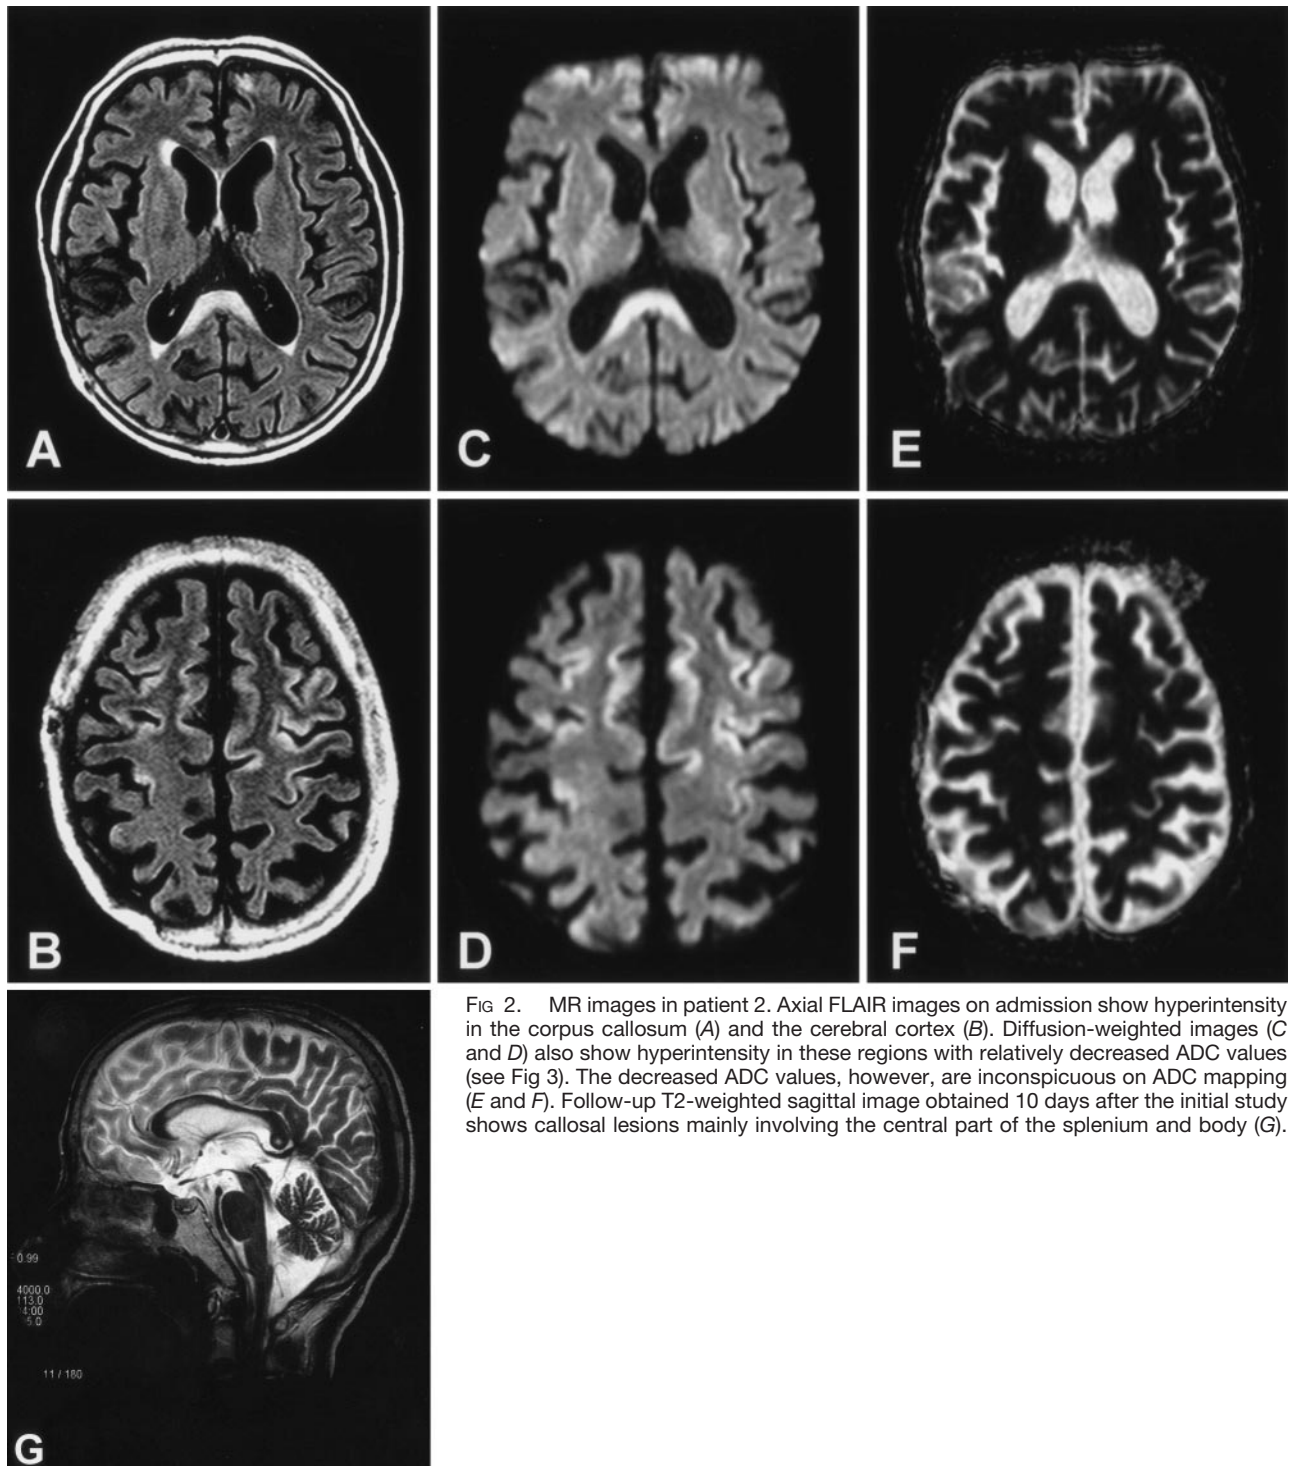 A
C
E
B
D
F
FIG 2. MR images in patient 2. Axial FLAIR images on admission show hyperintensity
in the corpus callosum (A) and the cerebral cortex (B). Diffusion-weighted images (C
and D) also show hyperintensity in these regions with relatively decreased ADC values
(see Fig 3). The decreased ADC values, however, are inconspicuous on ADC mapping
(E and F). Follow-up T2-weighted sagittal image obtained 10 days after the initial study
shows callosal lesions mainly involving the central part of the splenium and body (G).
0.99
4000.0
113.0
4:00
5.0
11 / 180
G